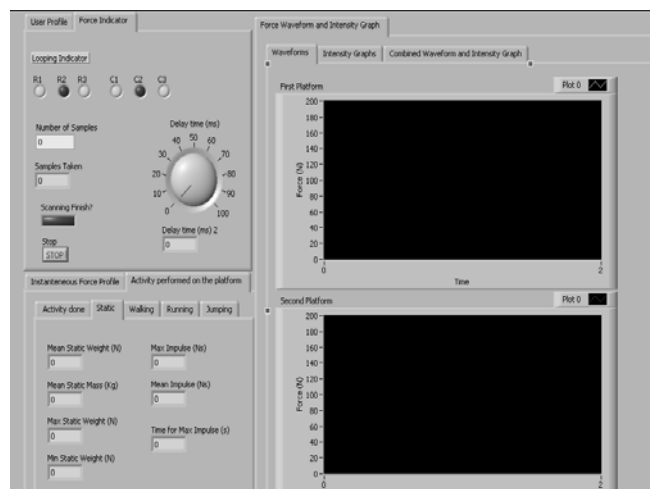 User Profile Force Indicator
Looping Indicator
R1 R2 R3 C1 C2 C3
Number of Samples
0
Samples Taken
0
Scanning Finish?
Stop
STOP
Delay time (ms)
0 10 20 30 40 50 60 70 80 90 100
Delay time (ms) 2
0
Instantaneous Force Profile Activity performed on the platform
Activity done Static Walking Running Jumping
Mean Static Weight (N)
0
Mean Static Mass (Kg)
0
Max Static Weight (N)
0
Min Static Weight (N)
0
Max Impulse (Ns)
0
Mean Impulse (Ns)
0
Time for Max Impulse (s)
0
Force Waveform and Intensity Graph
Waveforms Intensity Graphs Combined Waveform and Intensity Graph
First Platform
Plot 0
Force (N)
200
180
160
140
120
100
80
60
40
20
0
0 2
Time
Second Platform
Plot 0
Force (N)
200
180
160
140
120
100
80
60
40
20
0
0 2